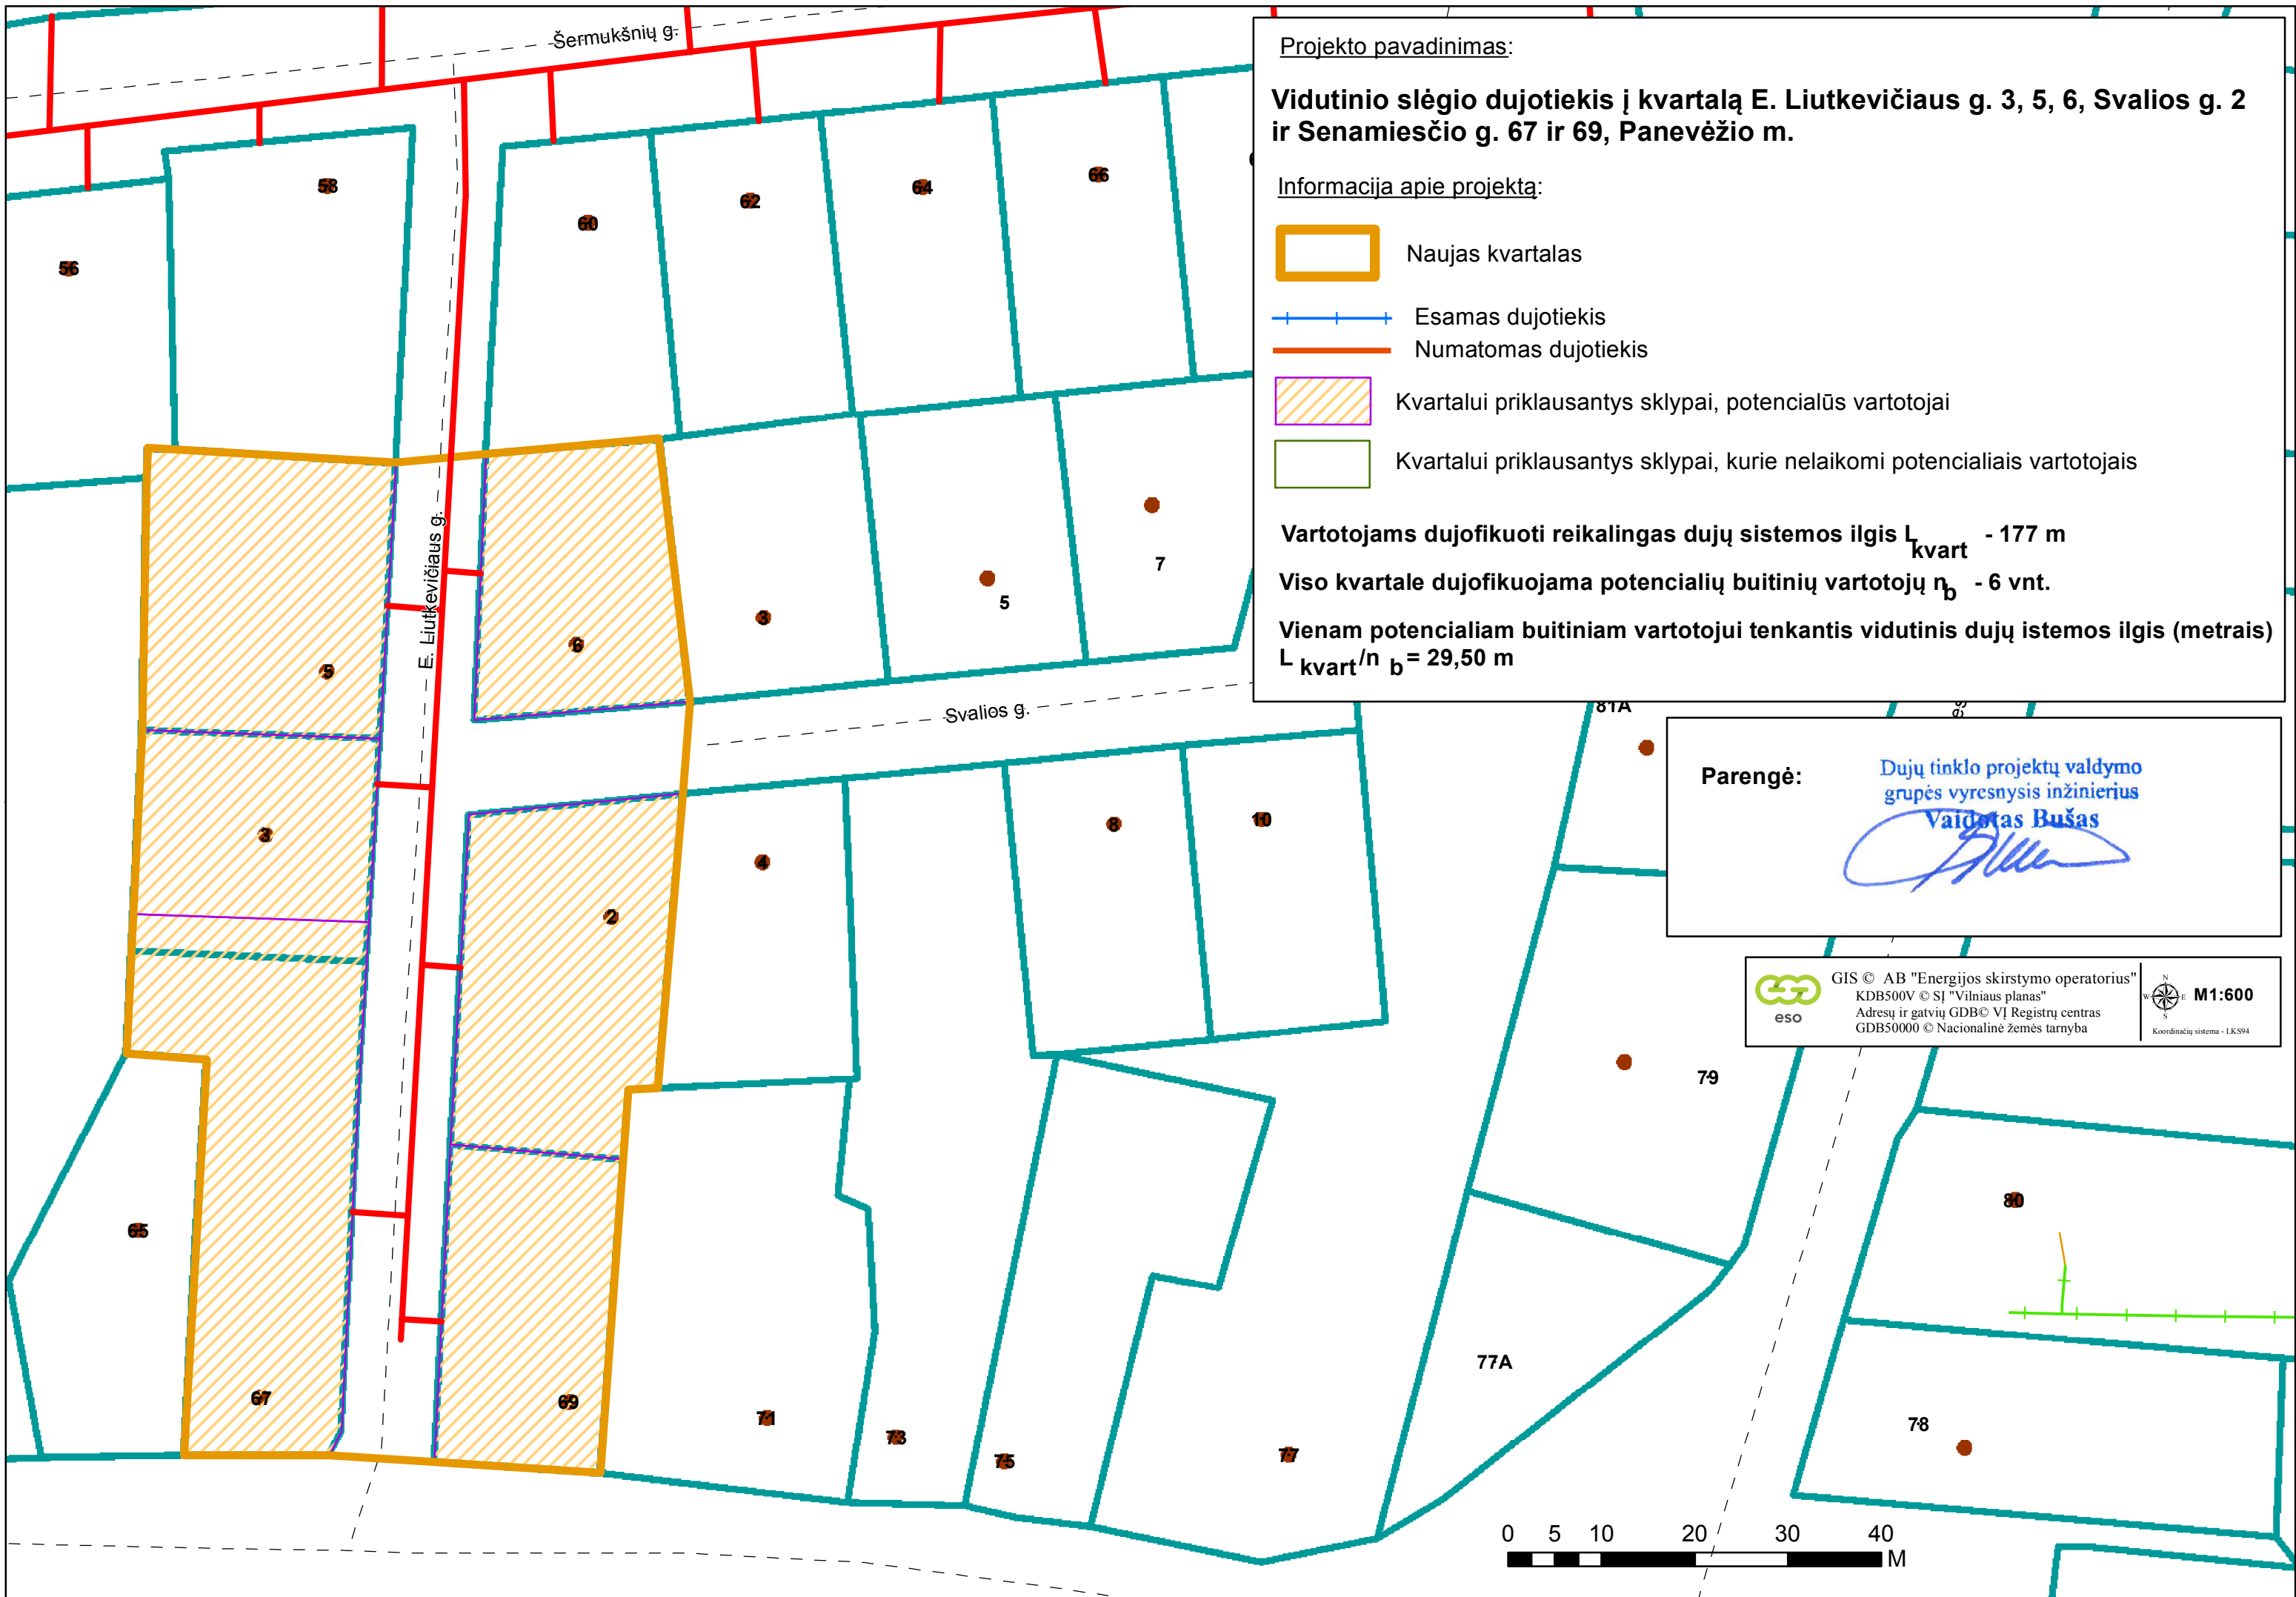 Šermukšnių g.
Projekto pavadinimas:
Vidutinio slėgio dujotiekis į kvartalą E. Liutkevičiaus g. 3, 5, 6, Svalios g. 2
ir Senamiesčio g. 67 ir 69, Panevėžio m.
Informacija apie projektą:
Naujas kvartalas
Esamas dujotiekis
Numatomas dujotiekis
Kvartalui priklausantys sklypai, potencialūs vartotojai
Kvartalui priklausantys sklypai, kurie nelaikomi potencialiais vartotojais
Vartotojams dujofikuoti reikalingas dujų sistemos ilgis L kvart - 177 m
Viso kvartale dujofikuojama potencialių buitinių vartotojų n b - 6 vnt.
Vienam potencialiam buitiniam vartotojui tenkantis vidutinis dujų istemos ilgis (metrais)
L kvart /n b = 29,50 m
58
60
62
64
66
56
E. Liutkevičiaus g.
5
6
3
5
7
Svalios g.
81A
es
Parengė:
Dujų tinklo projektų valdymo
grupės vyresnysis inžinierius
Vaidotas Bušas
3
2
4
8
10
GIS © AB "Energijos skirstymo operatorius"
KDB500V © SĮ "Vilniaus planas"
Adresų ir gatvių GDB© VĮ Registrų centras
GDB50000 © Nacionalinė žemės tarnyba
eso
N
W E
S
M1:600
Koordinačių sistema - LKS94
79
80
65
67
69
71
73
75
77
77A
78
0 5 10 20 30 40
M